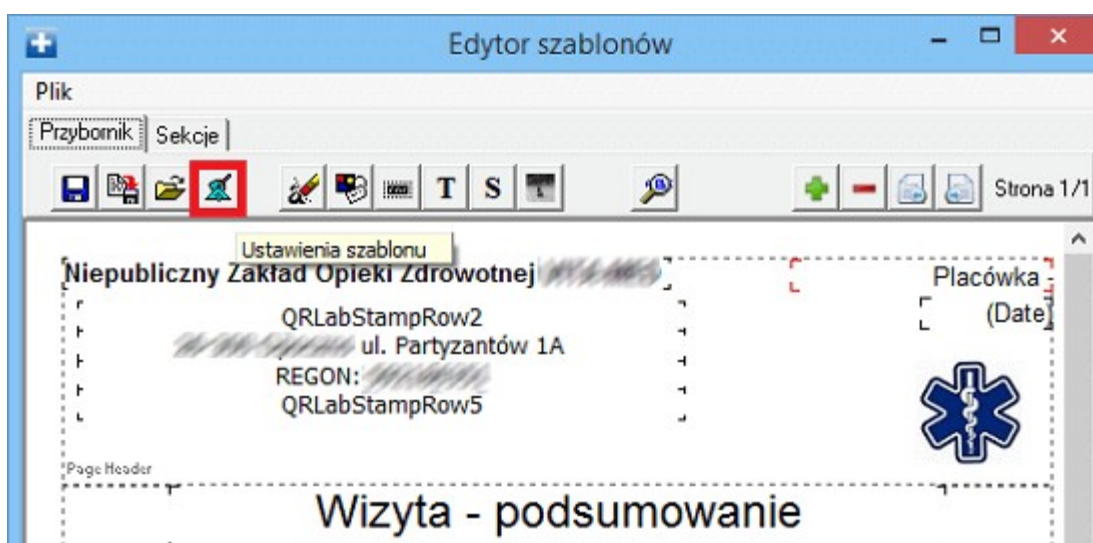 Edytor szablonów
Plik
Przybornik Sekcje
T S Strona 1/1
Ustawienia szablonu
Niepubliczny Zakład Opieki Zdrowotnej
Placówka
QRLabStampRow2
(Date)
ul. Partyzantów 1A
REGON:
QRLabStampRow5
Page Header
Wizyta - podsumowanie